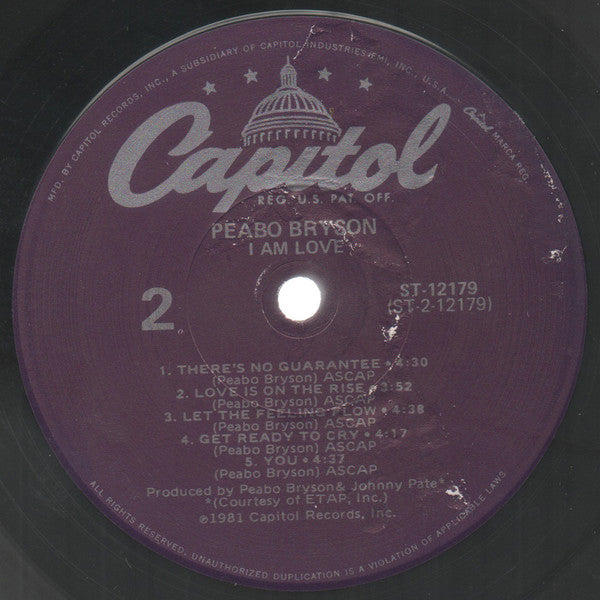 MFD. BY CAPITOL RECORDS, INC., A SUBSIDIARY OF CAPITOL INDUSTRIES-EMI, INC., U.S.A.
Capitol MARCA REG.
Capitol
REG. U.S. PAT. OFF.
PEABO BRYSON
I AM LOVE
2
ST-12179
(ST-2-12179)
1. THERE'S NO GUARANTEE • 4:30
(Peabo Bryson) ASCAP
2. LOVE IS ON THE RISE • 3:52
(Peabo Bryson) ASCAP
3. LET THE FEELING FLOW • 4:38
(Peabo Bryson) ASCAP
4. GET READY TO CRY • 4:17
(Peabo Bryson) ASCAP
5. YOU • 4:37
(Peabo Bryson) ASCAP
Produced by Peabo Bryson & Johnny Pate*
*(Courtesy of ETAP, Inc.)
℗1981 Capitol Records, Inc.
ALL RIGHTS RESERVED. UNAUTHORIZED DUPLICATION IS A VIOLATION OF APPLICABLE LAWS